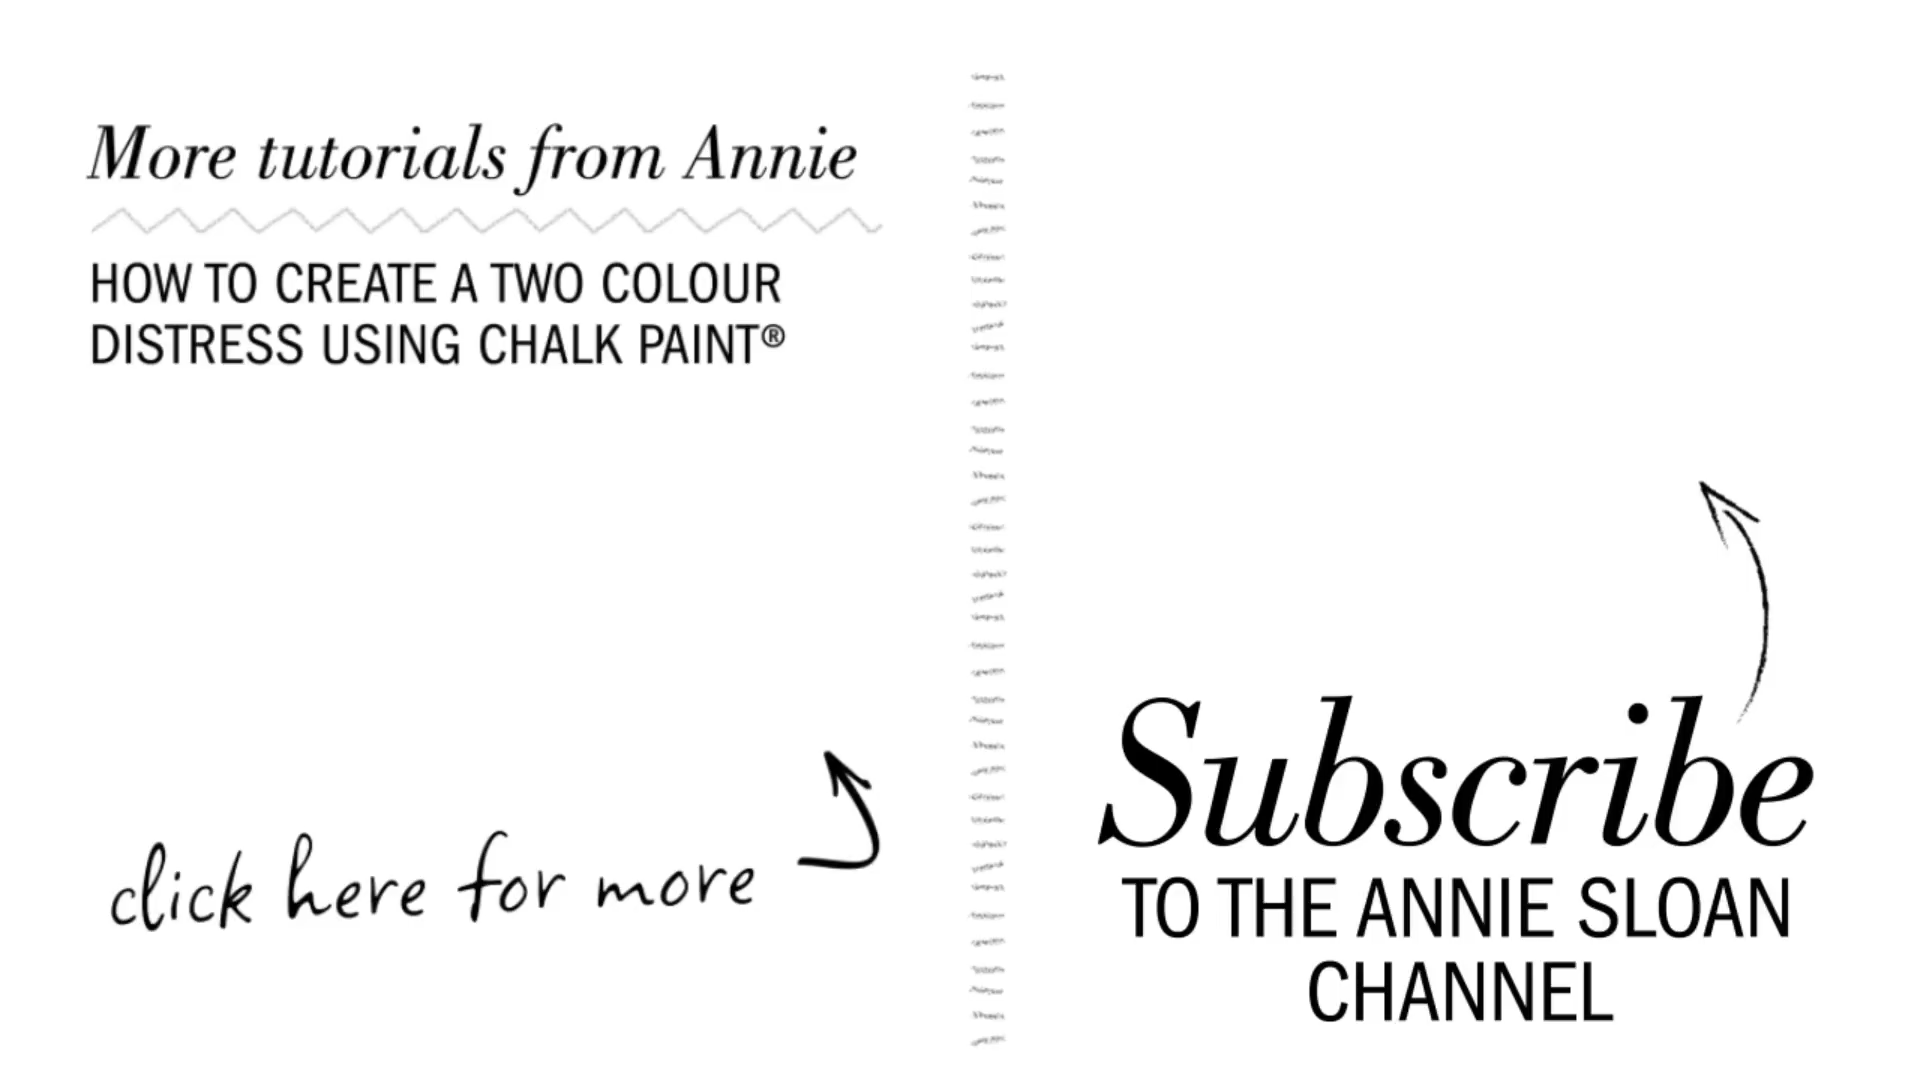 More tutorials from Annie
HOW TO CREATE A TWO COLOUR
DISTRESS USING CHALK PAINT®
click here for more
Subscribe
TO THE ANNIE SLOAN
CHANNEL